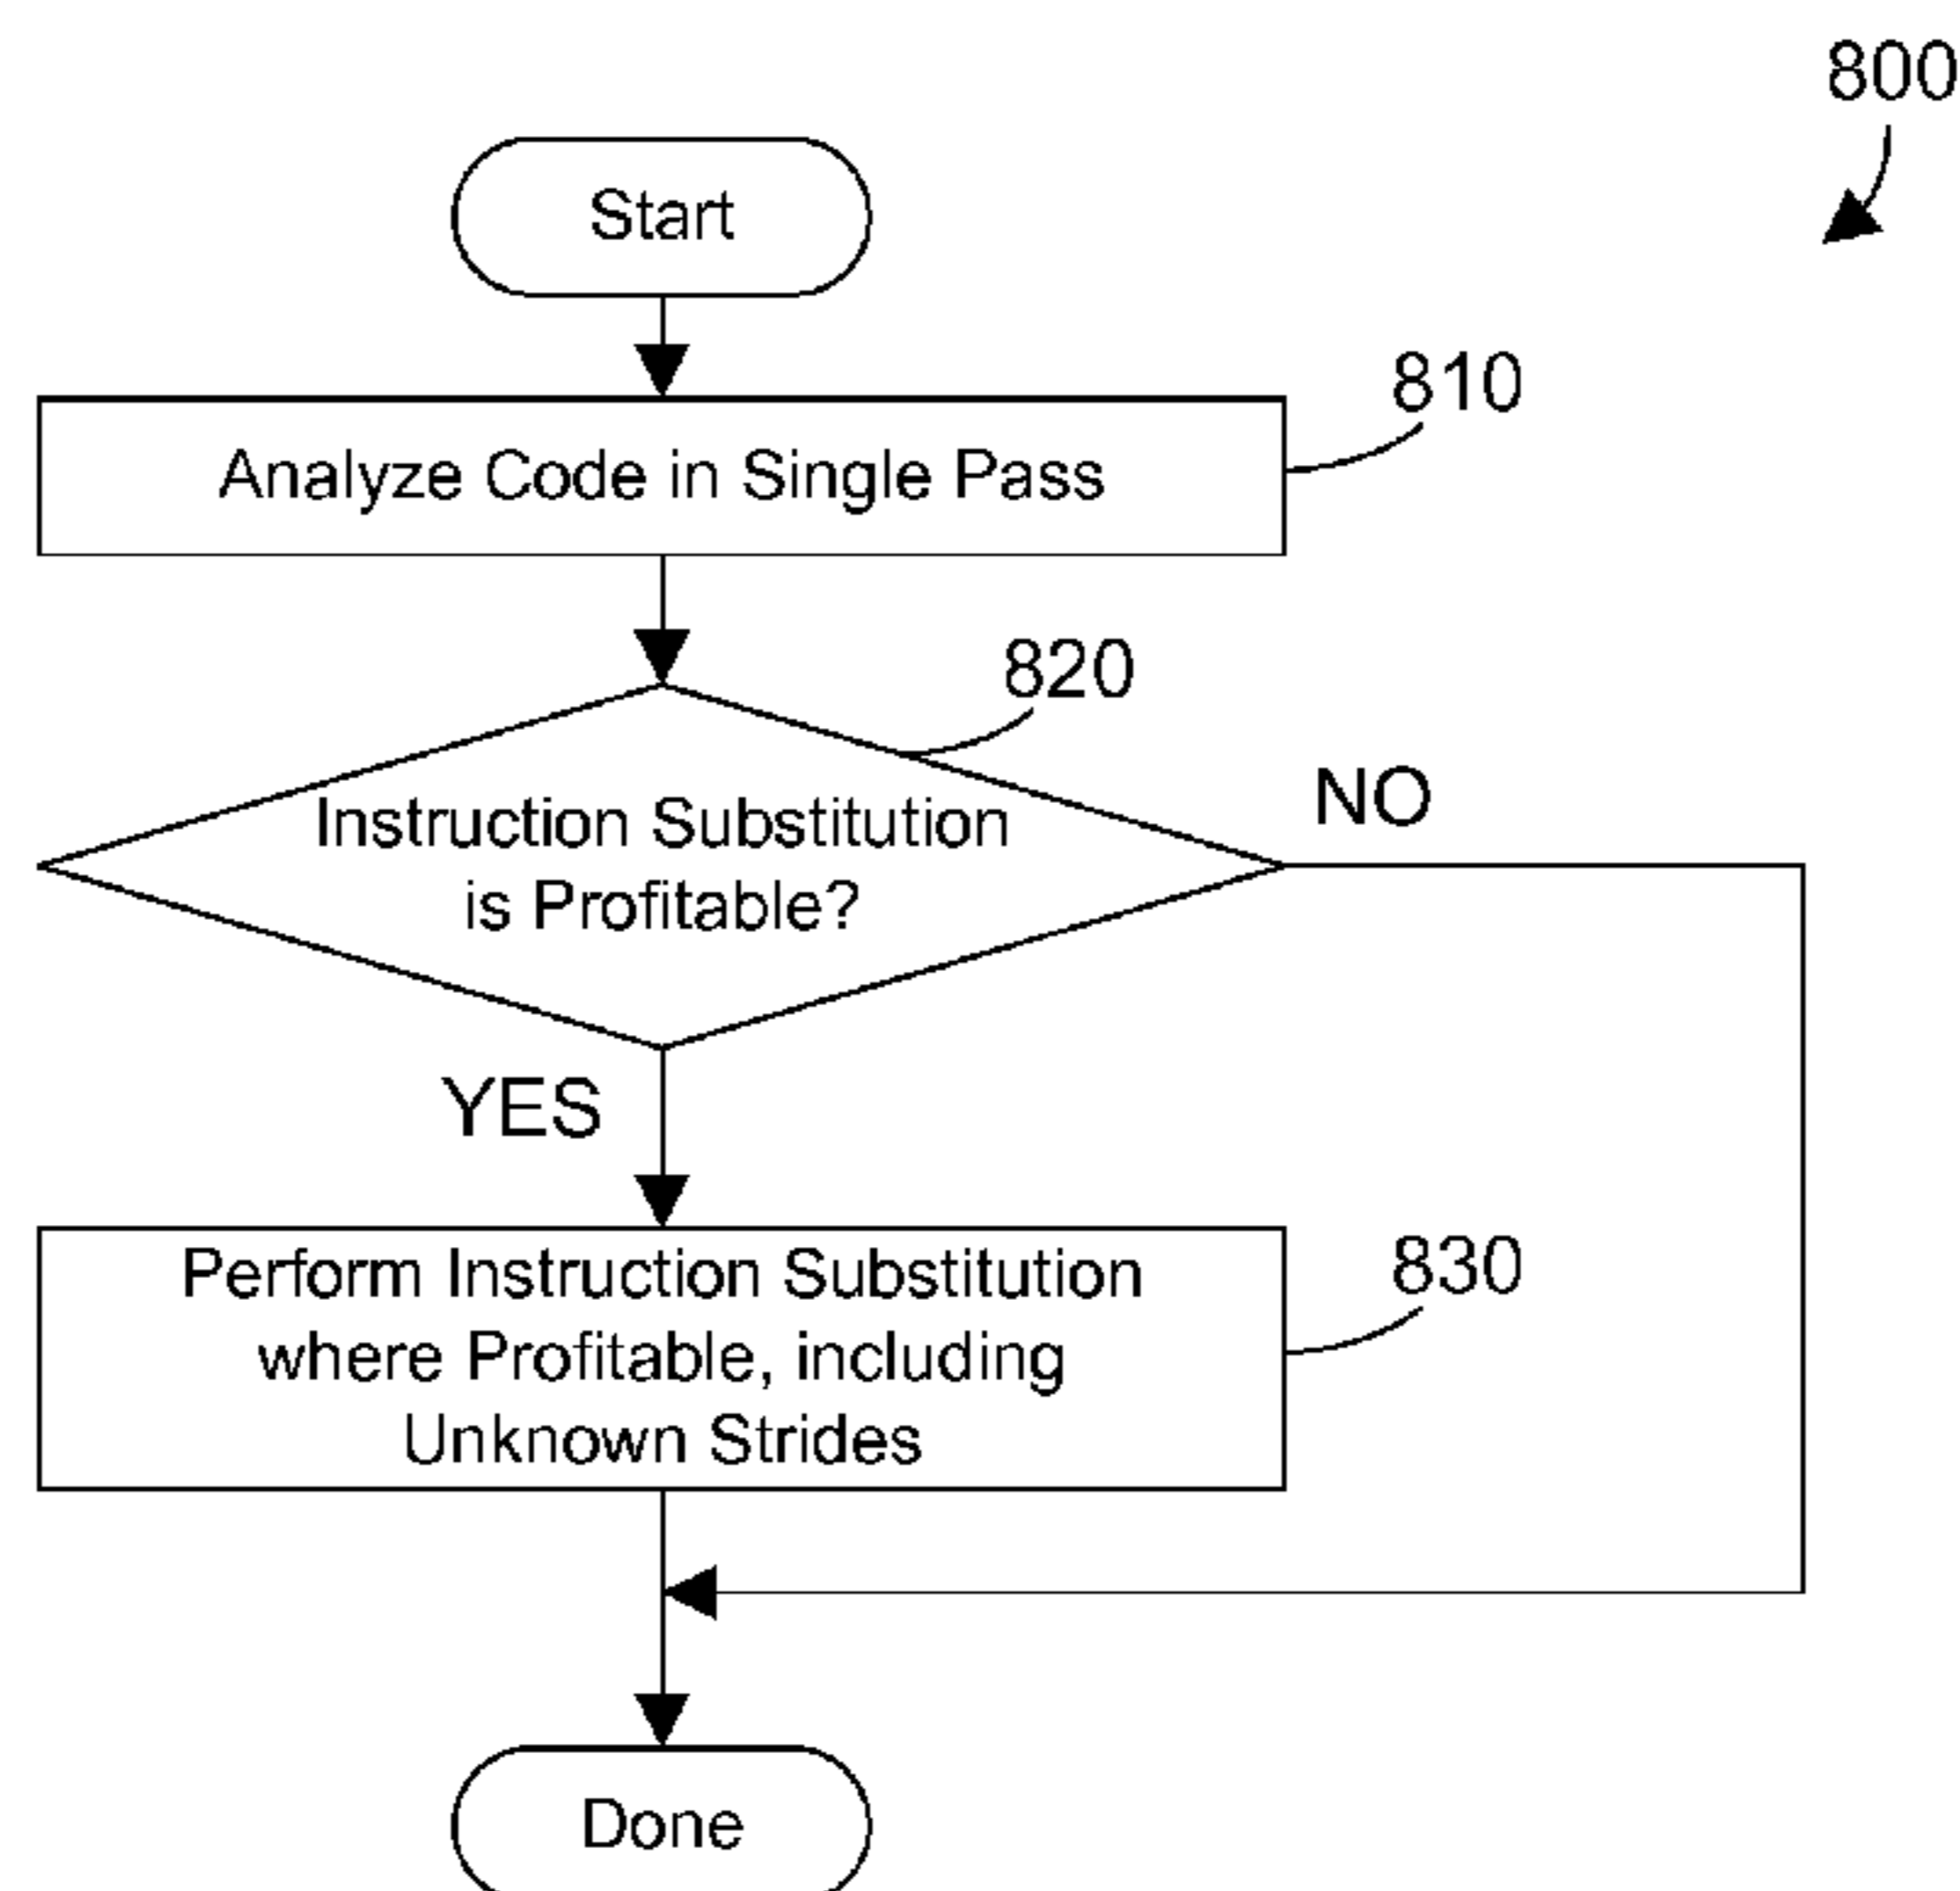 800
Start
810
Analyze Code in Single Pass
820
Instruction Substitution
is Profitable?
NO
YES
830
Perform Instruction Substitution
where Profitable, including
Unknown Strides
Done